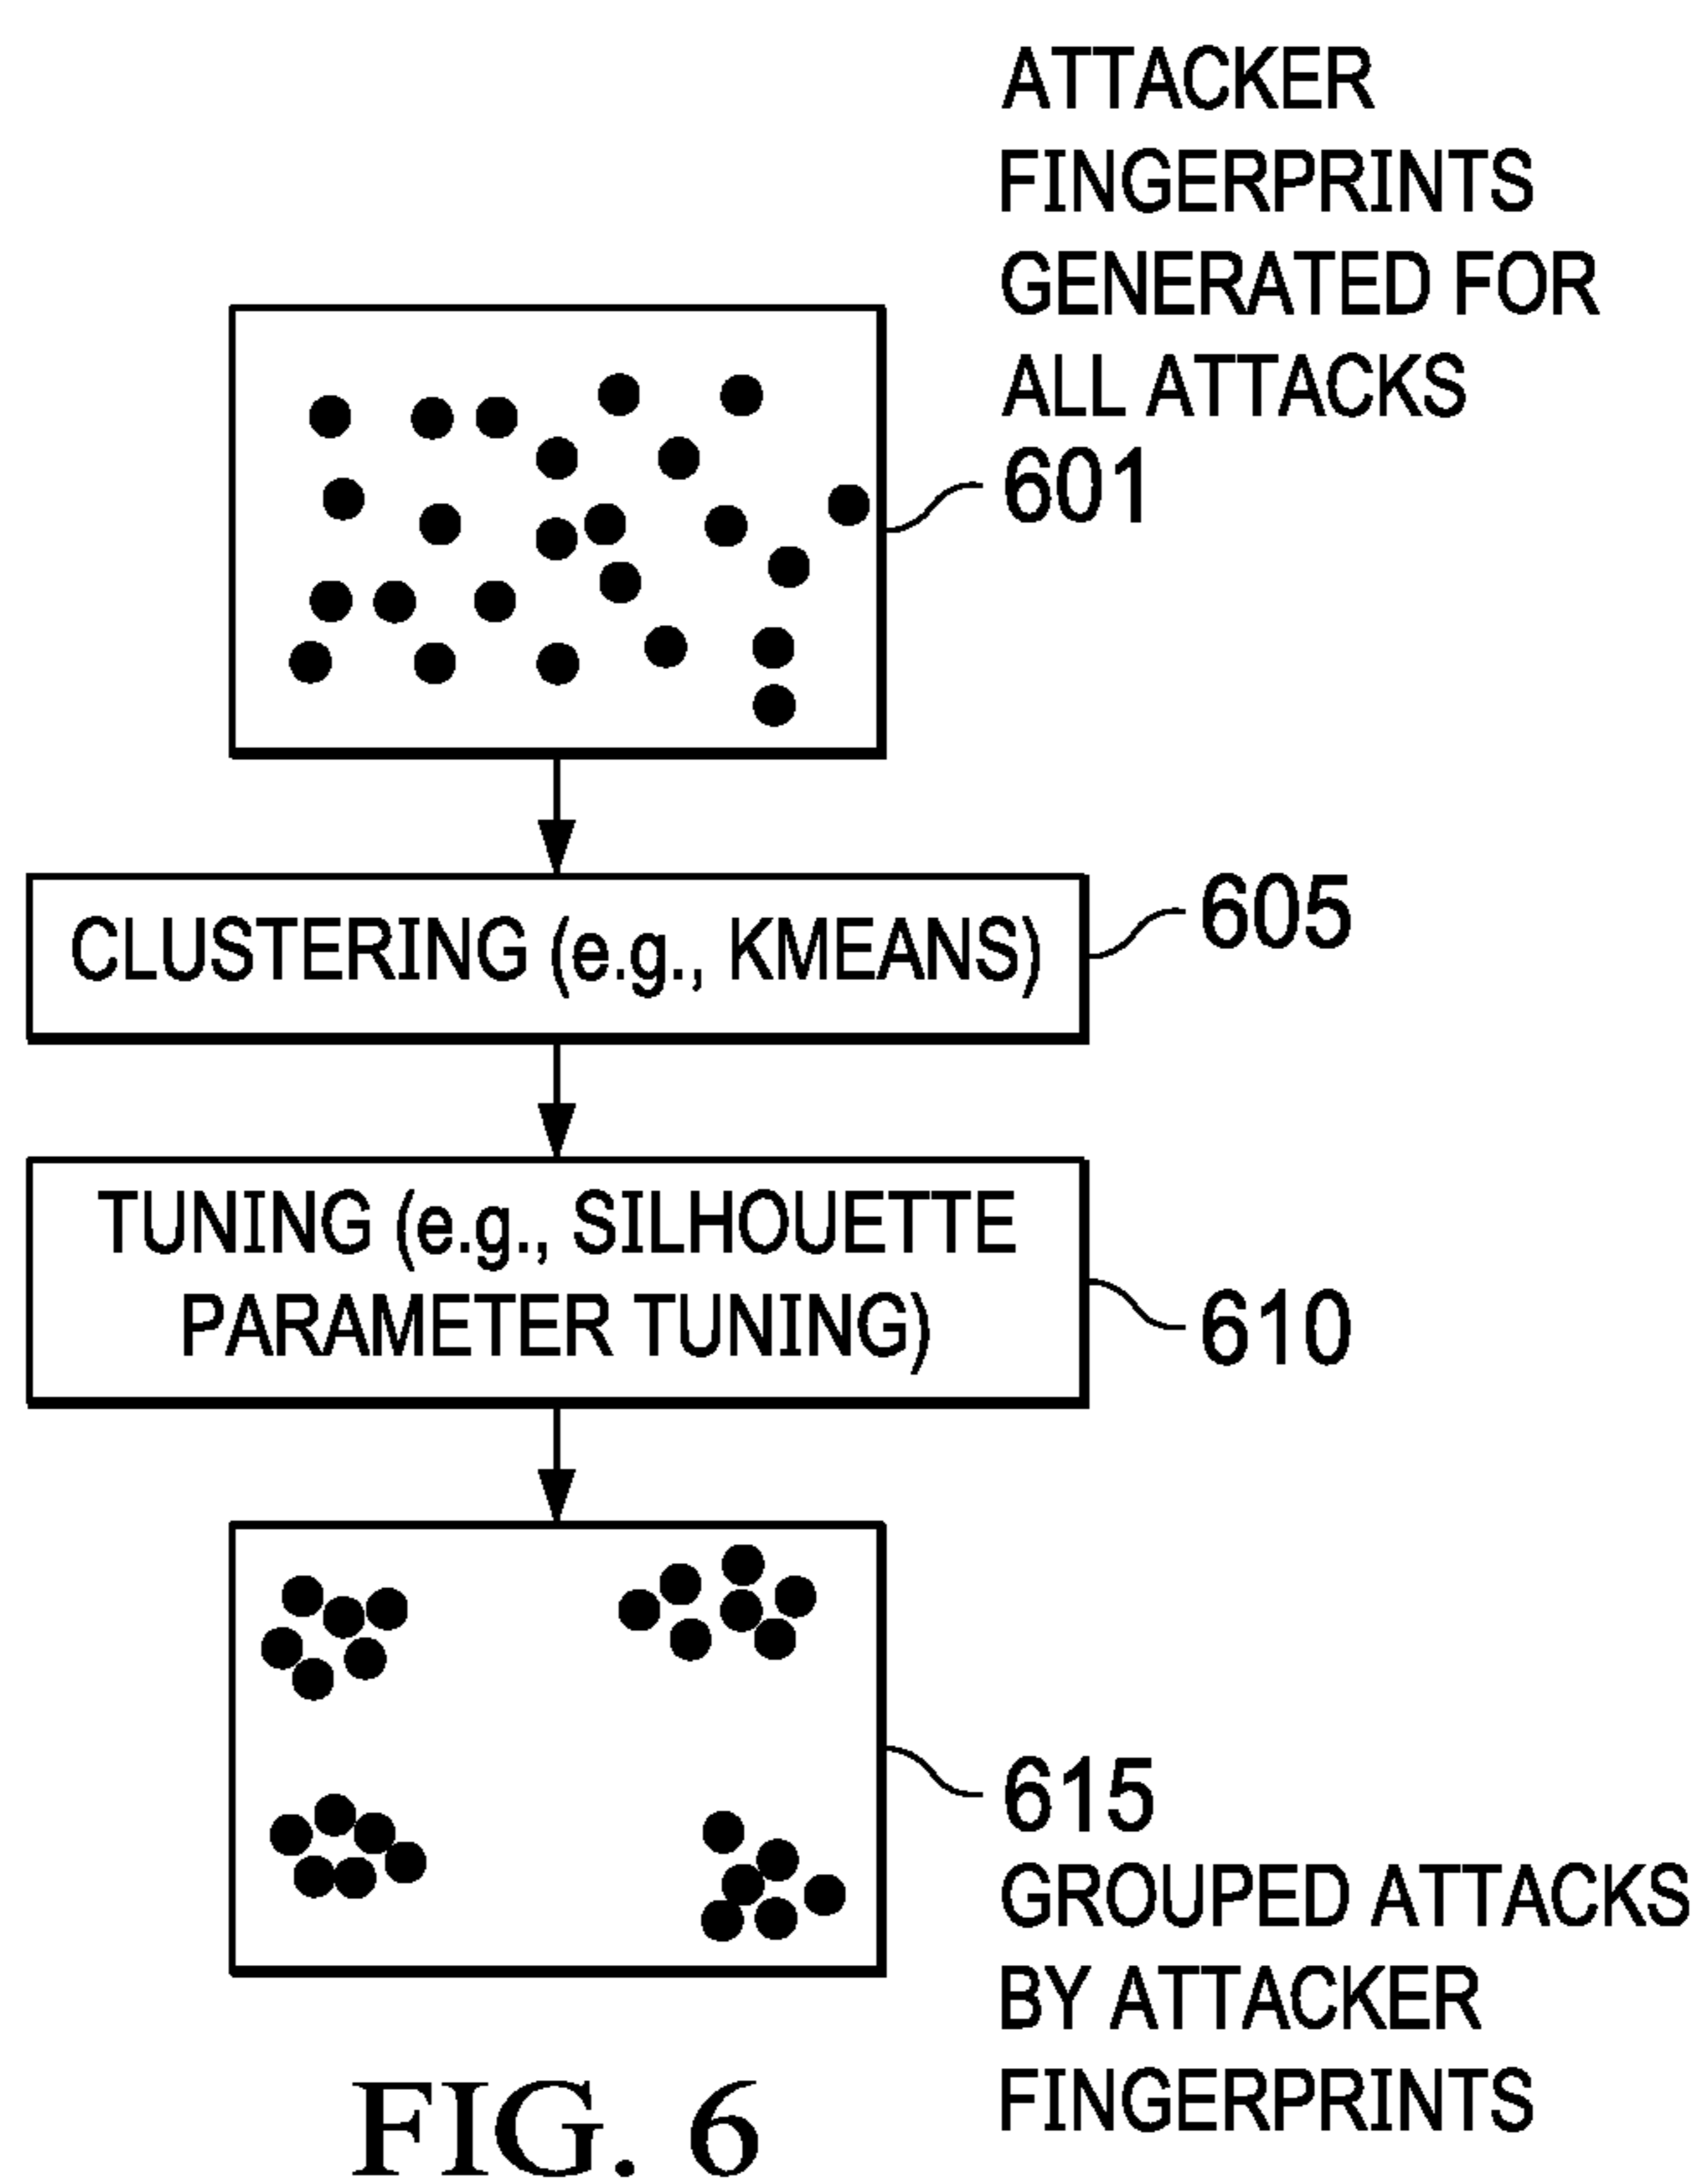 ATTACKER
FINGERPRINTS
GENERATED FOR
ALL ATTACKS
601
CLUSTERING (e.g., KMEANS)
605
TUNING (e.g., SILHOUETTE
PARAMETER TUNING)
610
615
GROUPED ATTACKS
BY ATTACKER
FINGERPRINTS
FIG. 6